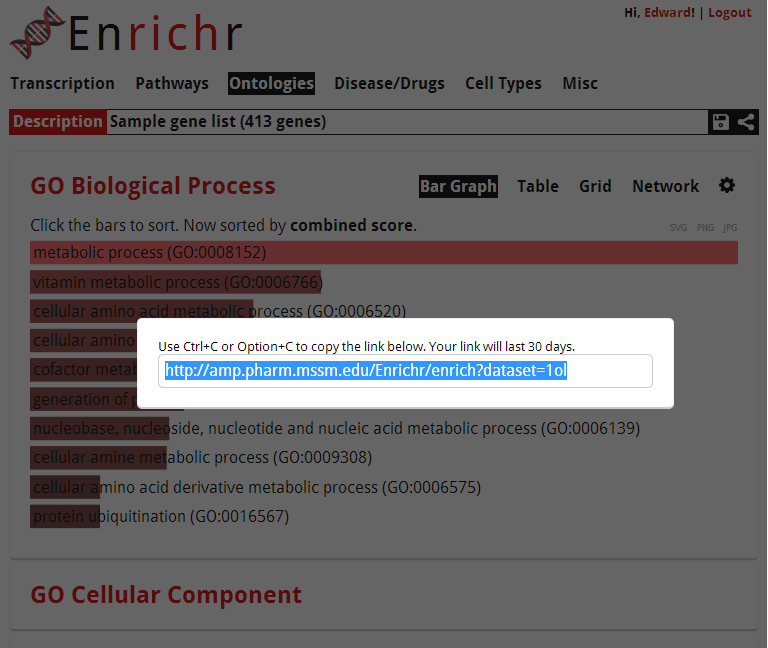 Enrichr
Hi, Edward! | Logout
Transcription Pathways Ontologies Disease/Drugs Cell Types Misc
Description Sample gene list (413 genes)
GO Biological Process
Bar Graph Table Grid Network
Click the bars to sort. Now sorted by combined score.
SVG PNG JPG
metabolic process (GO:0008152)
vitamin metabolic process (GO:0006766)
cellular amino acid metabolic process (GO:0006520)
cellular amino
cofactor metab
generation of
nucleobase, nucleoside, nucleotide and nucleic acid metabolic process (GO:0006139)
cellular amine metabolic process (GO:0009308)
cellular amino acid derivative metabolic process (GO:0006575)
protein ubiquitination (GO:0016567)
Use Ctrl+C or Option+C to copy the link below. Your link will last 30 days.
http://amp.pharm.mssm.edu/Enrichr/enrich?dataset=1ol
GO Cellular Component